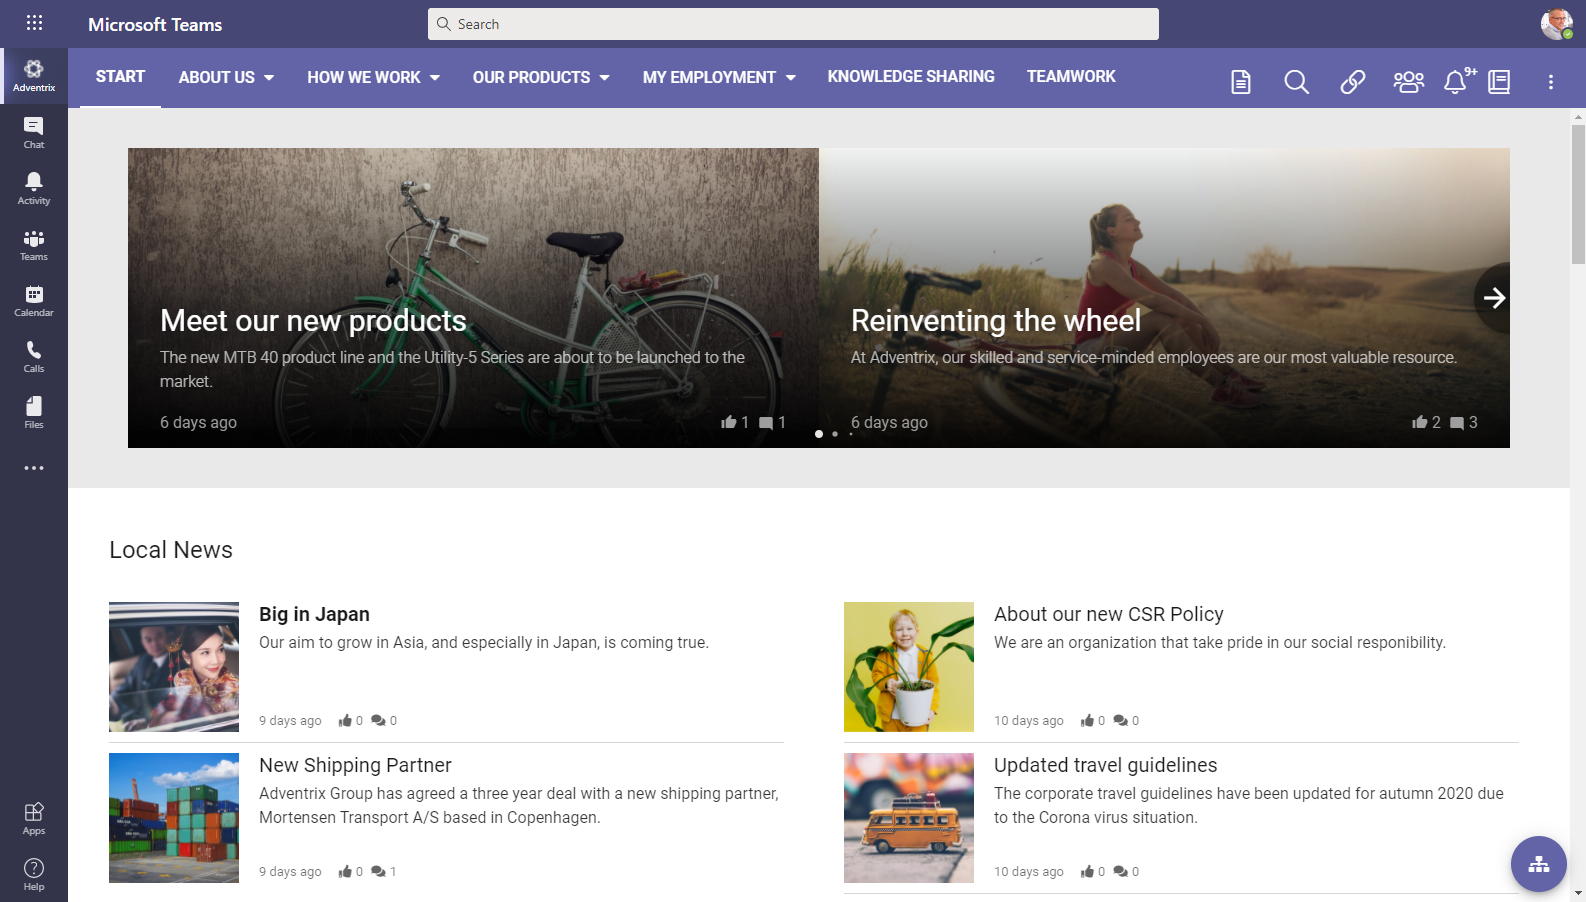 Microsoft Teams
Search
Adventrix
Chat
Activity
Teams
Calendar
Calls
Files
Apps
Help
START
ABOUT US
HOW WE WORK
OUR PRODUCTS
MY EMPLOYMENT
KNOWLEDGE SHARING
TEAMWORK
9+
Meet our new products
The new MTB 40 product line and the Utility-5 Series are about to be launched to the
market.
6 days ago
1
1
Reinventing the wheel
At Adventrix, our skilled and service-minded employees are our most valuable resource.
6 days ago
2
3
Local News
Big in Japan
Our aim to grow in Asia, and especially in Japan, is coming true.
9 days ago
0
0
About our new CSR Policy
We are an organization that take pride in our social responibility.
10 days ago
0
0
New Shipping Partner
Adventrix Group has agreed a three year deal with a new shipping partner,
Mortensen Transport A/S based in Copenhagen.
9 days ago
0
1
Updated travel guidelines
The corporate travel guidelines have been updated for autumn 2020 due
to the Corona virus situation.
10 days ago
0
0